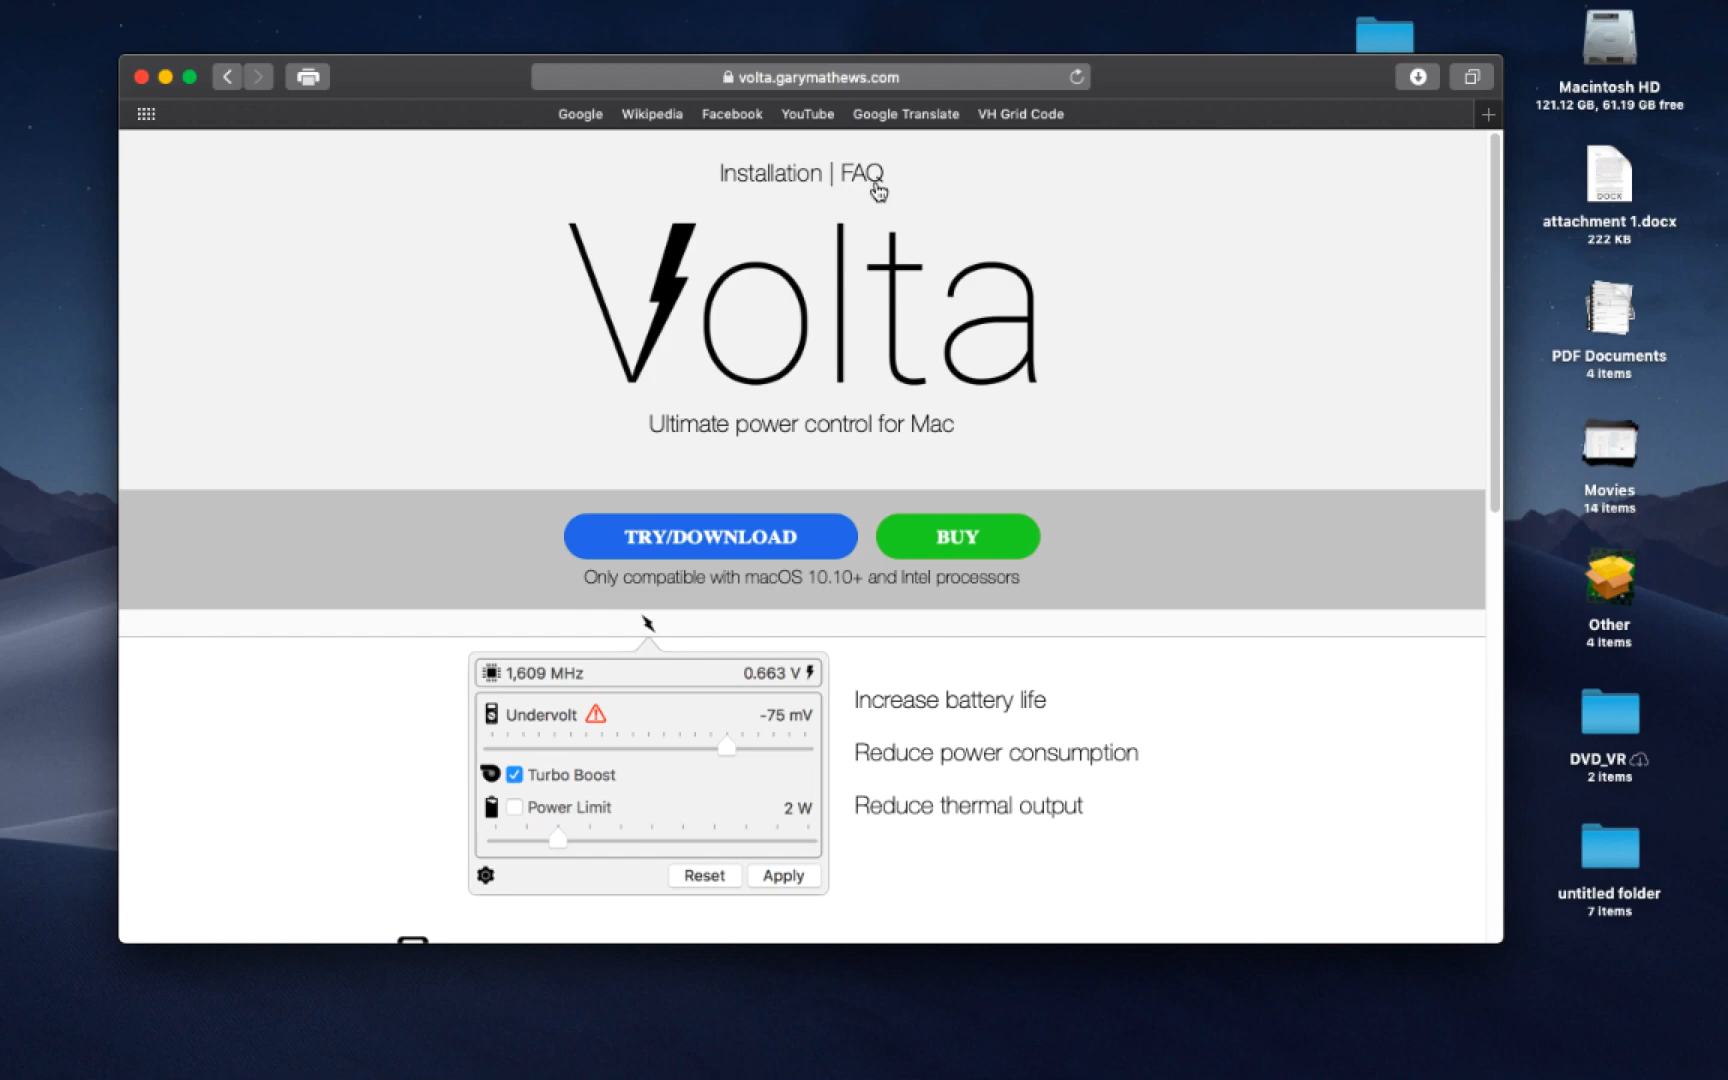 volta.garymathews.com
Google Wikipedia Facebook YouTube Google Translate VH Grid Code
Installation | FAQ
Volta
Ultimate power control for Mac
TRY/DOWNLOAD BUY
Only compatible with macOS 10.10+ and Intel processors
1,609 MHz 0.663 V
Undervolt -75 mV
Turbo Boost
Power Limit 2 W
Reset Apply
Increase battery life
Reduce power consumption
Reduce thermal output
Macintosh HD
121.12 GB, 61.19 GB free
DOCX
attachment 1.docx
222 KB
PDF Documents
4 items
Movies
14 items
Other
4 items
DVD_VR
2 items
untitled folder
7 items